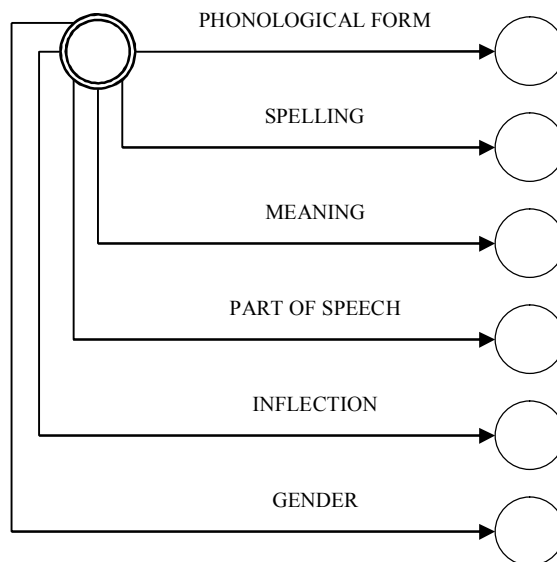 PHONOLOGICAL FORM
SPELLING
MEANING
PART OF SPEECH
INFLECTION
GENDER